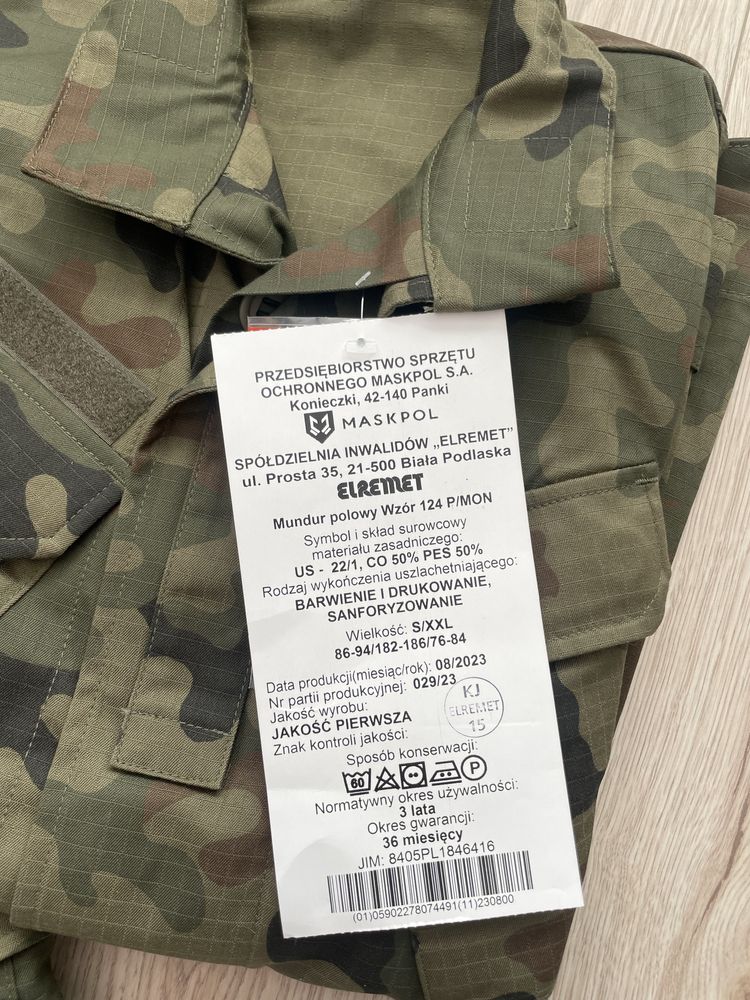 PRZEDSIĘBIORSTWO SPRZĘTU
OCHRONNEGO MASKPOL S.A.
Konieczki, 42-140 Panki
MASKPOL
SPÓŁDZIELNIA INWALIDÓW „ELREMET”
ul. Prosta 35, 21-500 Biała Podlaska
ELREMET
Mundur polowy Wzór 124 P/MON
Symbol i skład surowcowy
materiału zasadniczego:
US - 22/1, CO 50% PES 50%
Rodzaj wykończenia uszlachetniającego:
BARWIENIE I DRUKOWANIE,
SANFORYZOWANIE
Wielkość: S/XXL
86-94/182-186/76-84
Data produkcji(miesiąc/rok): 08/2023
Nr partii produkcyjnej: 029/23
Jakość wyrobu:
JAKOŚĆ PIERWSZA
Znak kontroli jakości:
KJ
ELREMET
15
Sposób konserwacji:
60
P
Normatywny okres używalności:
3 lata
Okres gwarancji:
36 miesięcy
JIM: 8405PL1846416
(01)05902278074491(11)230800